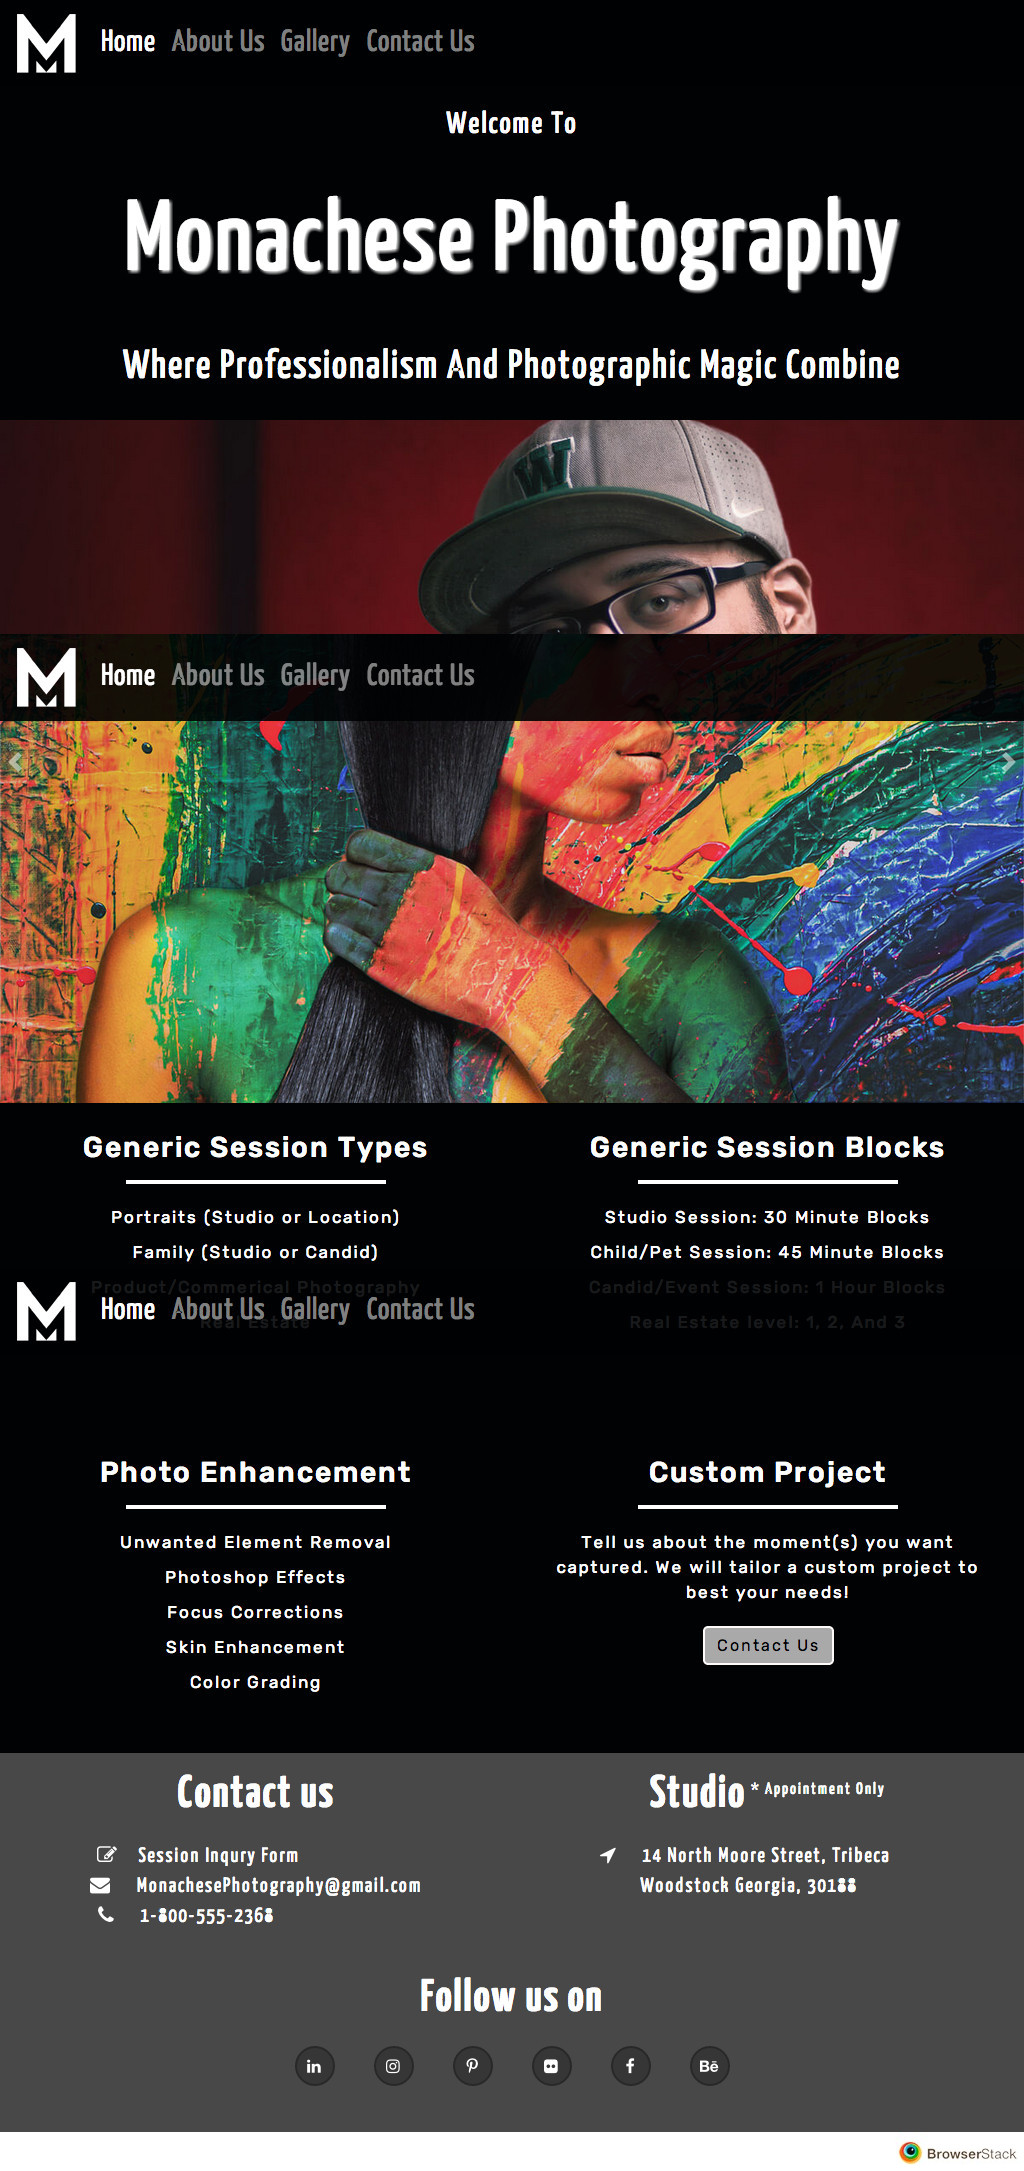 Home About Us Gallery Contact Us
Welcome To
Monachese Photography
Where Professionalism And Photographic Magic Combine
W
Home About Us Gallery Contact Us
Generic Session Types
Portraits (Studio or Location)
Family (Studio or Candid)
Product/Commerical Photography
Real Estate
Generic Session Blocks
Studio Session: 30 Minute Blocks
Child/Pet Session: 45 Minute Blocks
Candid/Event Session: 1 Hour Blocks
Real Estate level: 1, 2, And 3
Home About Us Gallery Contact Us
Photo Enhancement
Unwanted Element Removal
Photoshop Effects
Focus Corrections
Skin Enhancement
Color Grading
Custom Project
Tell us about the moment(s) you want
captured. We will tailor a custom project to
best your needs!
Contact Us
Contact us
Session Inqury Form
MonachesePhotography@gmail.com
1-800-555-2368
Studio * Appointment Only
14 North Moore Street, Tribeca
Woodstock Georgia, 30188
Follow us on
in
Bē
BrowserStack